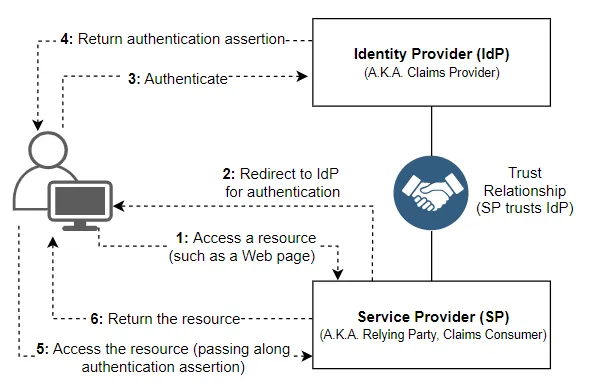 4: Return authentication assertion
Identity Provider (IdP)
(A.K.A. Claims Provider)
3: Authenticate
2: Redirect to IdP
for authentication
Trust
Relationship
(SP trusts IdP)
1: Access a resource
(such as a Web page)
6: Return the resource
Service Provider (SP)
(A.K.A. Relying Party, Claims Consumer)
5: Access the resource (passing along
authentication assertion)